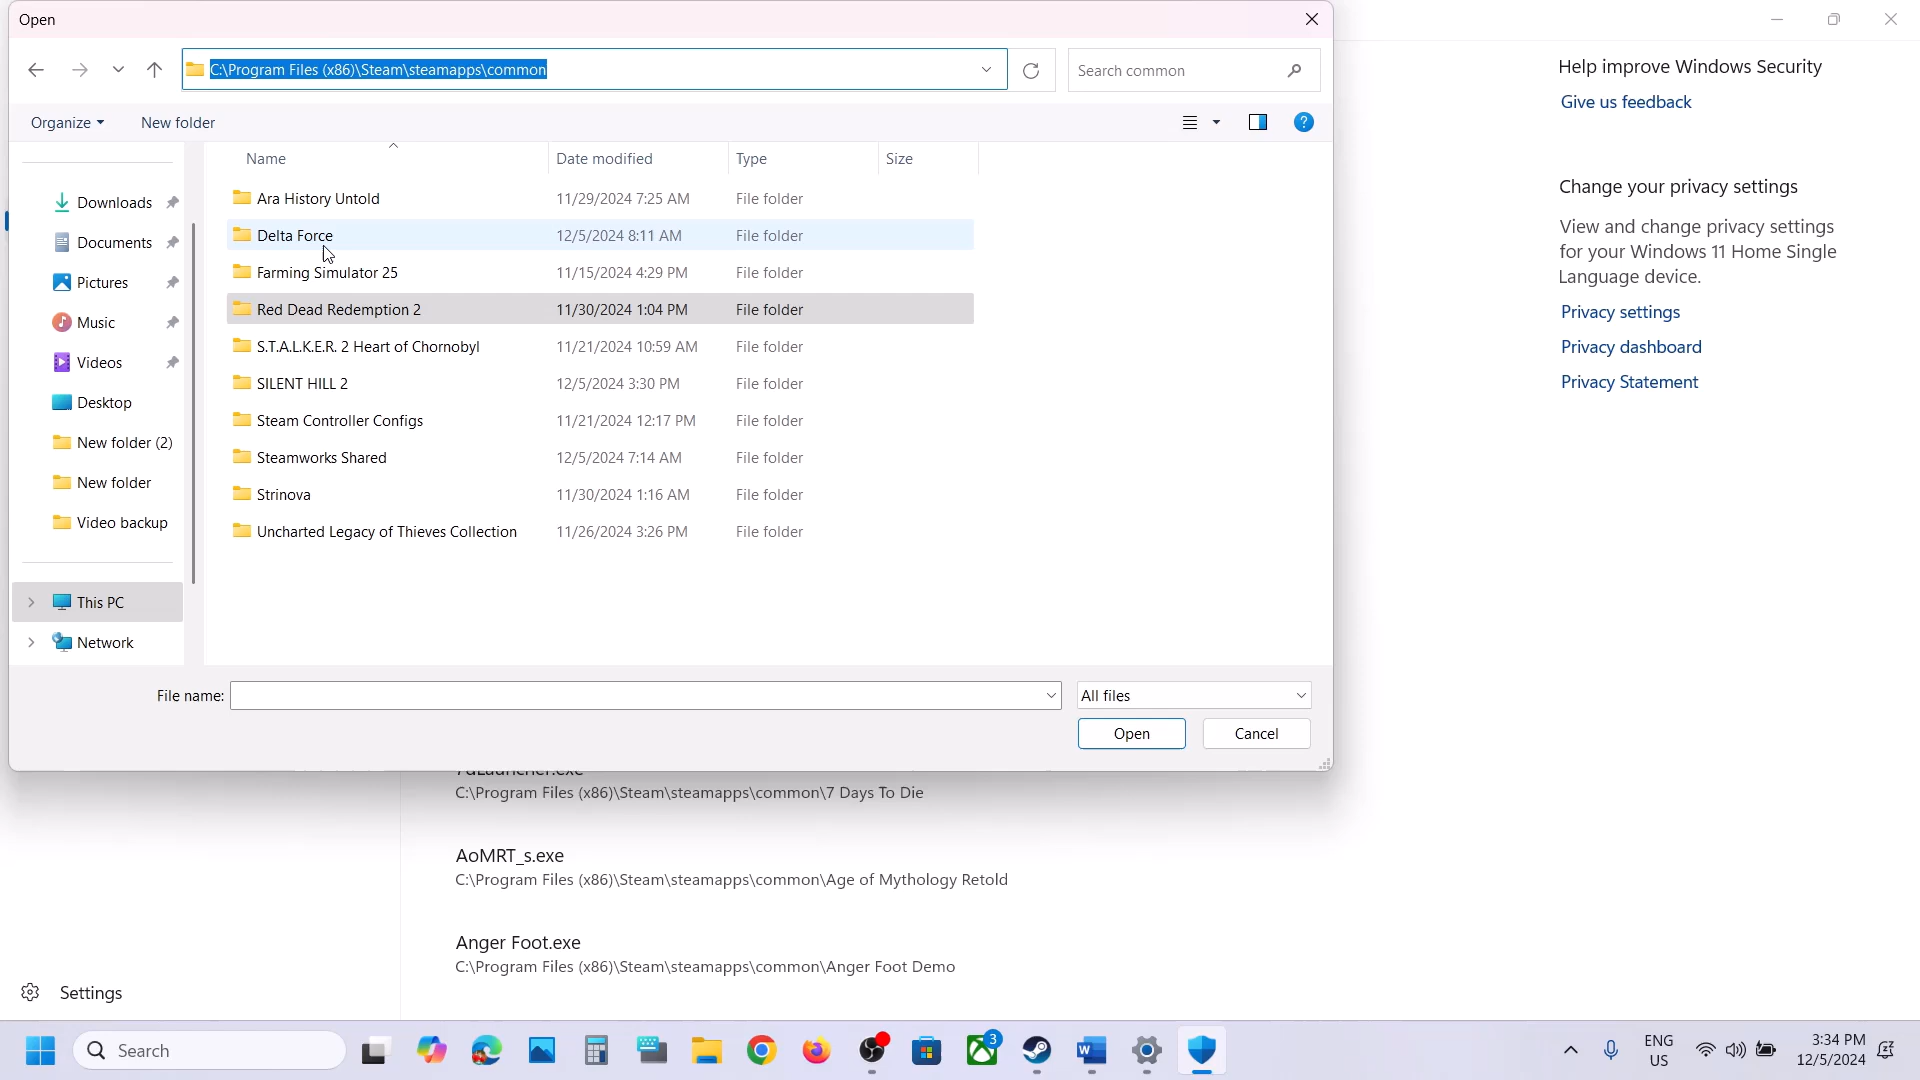 Open
C:\Program Files (x86)\Steam\steamapps\common
Search common
Organize
New folder
Name
Date modified
Type
Size
Downloads
Documents
Pictures
Music
Videos
Desktop
New folder (2)
New folder
Video backup
This PC
Network
Ara History Untold 11/29/2024 7:25 AM File folder
Delta Force 12/5/2024 8:11 AM File folder
Farming Simulator 25 11/15/2024 4:29 PM File folder
Red Dead Redemption 2 11/30/2024 1:04 PM File folder
S.T.A.L.K.E.R. 2 Heart of Chornobyl 11/21/2024 10:59 AM File folder
SILENT HILL 2 12/5/2024 3:30 PM File folder
Steam Controller Configs 11/21/2024 12:17 PM File folder
Steamworks Shared 12/5/2024 7:14 AM File folder
Strinova 11/30/2024 1:16 AM File folder
Uncharted Legacy of Thieves Collection 11/26/2024 3:26 PM File folder
File name:
All files
Open
Cancel
Help improve Windows Security
Give us feedback
Change your privacy settings
View and change privacy settings
for your Windows 11 Home Single
Language device.
Privacy settings
Privacy dashboard
Privacy Statement
C:\Program Files (x86)\Steam\steamapps\common\7 Days To Die
AoMRT_s.exe
C:\Program Files (x86)\Steam\steamapps\common\Age of Mythology Retold
Anger Foot.exe
C:\Program Files (x86)\Steam\steamapps\common\Anger Foot Demo
Settings
Search
3
ENG
US
3:34 PM
12/5/2024